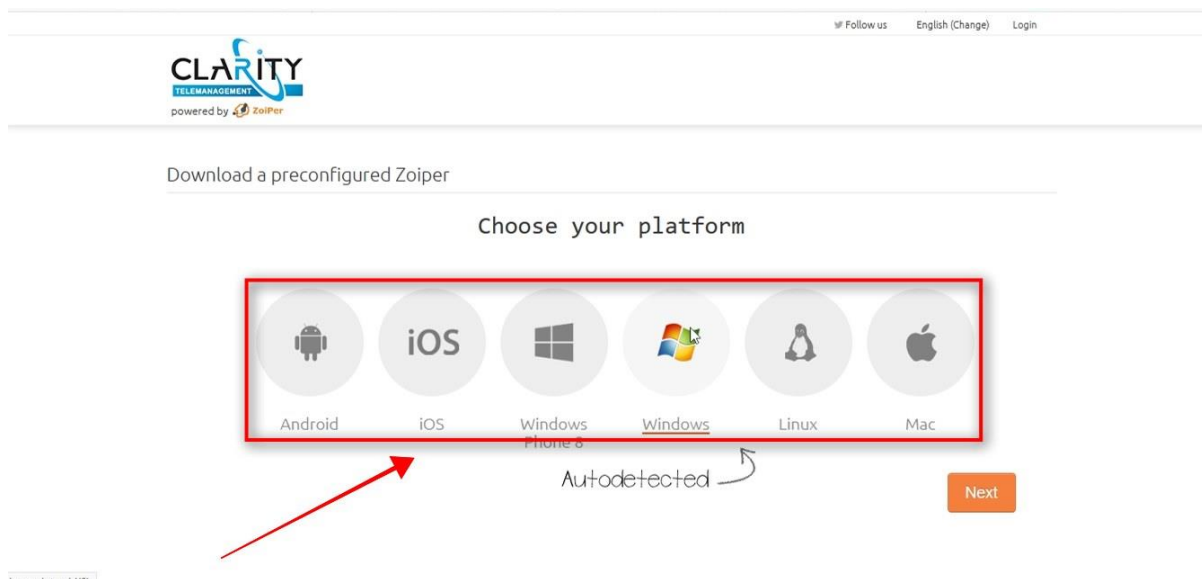 Follow us English (Change) Login
CLARITY
TELEMANAGEMENT
powered by ZoiPer
Download a preconfigured Zoiper
Choose your platform
iOS
Android iOS Windows Phone 8 Windows Linux Mac
Autodetected
Next